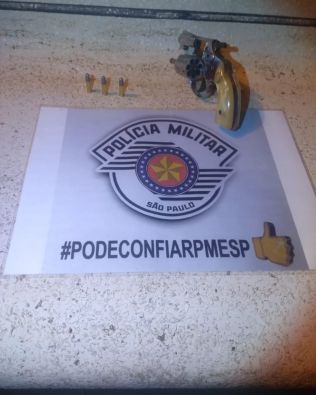 POLÍCIA MILITAR
SÃO PAULO
#PODECONFIARPMESP